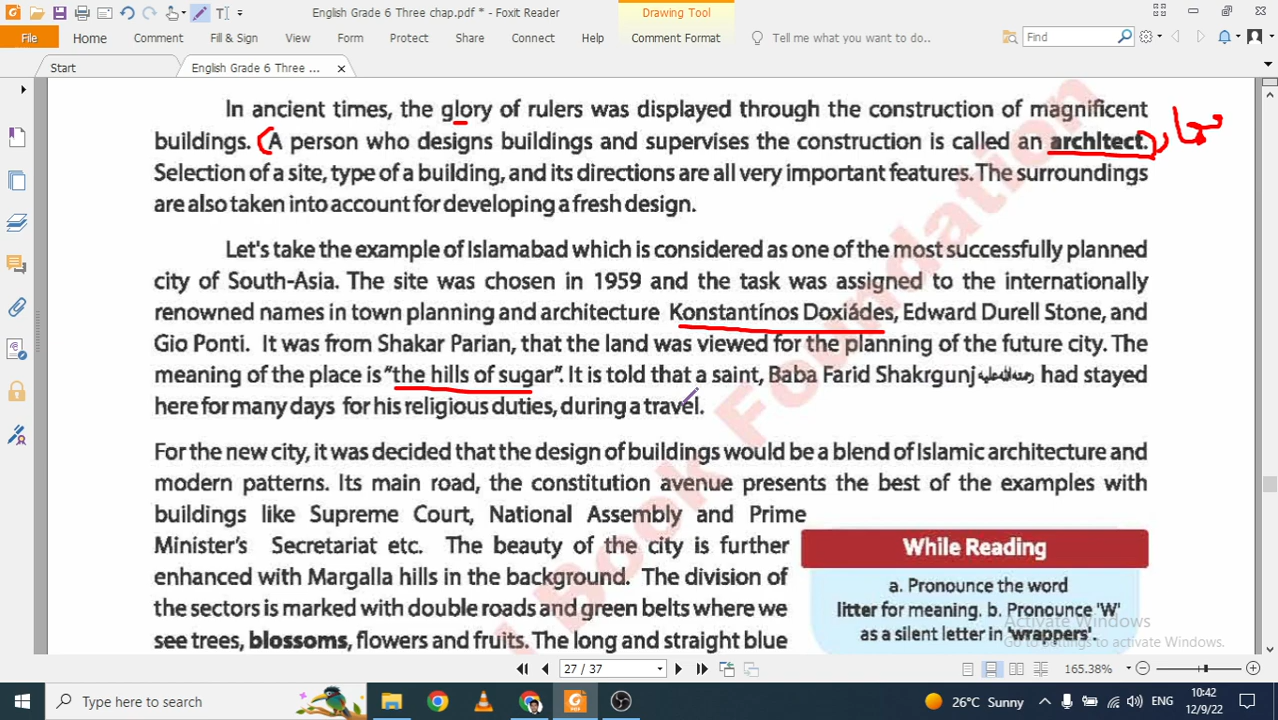 English Grade 6 Three chap.pdf * - Foxit Reader
Drawing Tool
File Home Comment Fill & Sign View Form Protect Share Connect Help Comment Format Tell me what you want to do.. Find
Start English Grade 6 Three ...
In ancient times, the glory of rulers was displayed through the construction of magnificent
buildings. A person who designs buildings and supervises the construction is called an archItect.
Selection of a site, type of a building, and its directions are all very important features. The surroundings
are also taken into account for developing a fresh design.
Let's take the example of Islamabad which is considered as one of the most successfully planned
city of South-Asia. The site was chosen in 1959 and the task was assigned to the internationally
renowned names in town planning and architecture Konstantínos Doxiádes, Edward Durell Stone, and
Gio Ponti. It was from Shakar Parian, that the land was viewed for the planning of the future city. The
meaning of the place is "the hills of sugar". It is told that a saint, Baba Farid Shakrgunj had stayed
here for many days for his religious duties, during a travel.
For the new city, it was decided that the design of buildings would be a blend of Islamic architecture and
modern patterns. Its main road, the constitution avenue presents the best of the examples with
buildings like Supreme Court, National Assembly and Prime
Minister's Secretariat etc. The beauty of the city is further
enhanced with Margalla hills in the background. The division of
the sectors is marked with double roads and green belts where we
see trees, blossoms, flowers and fruits. The long and straight blue
While Reading
a. Pronounce the word
litter for meaning. b. Pronounce 'W'
as a silent letter in 'wrappers'.
Book Foundation
Activate Windows
Go to Settings to activate Windows.
27 / 37
165.38%
Type here to search
26°C Sunny
ENG
10:42
12/9/22